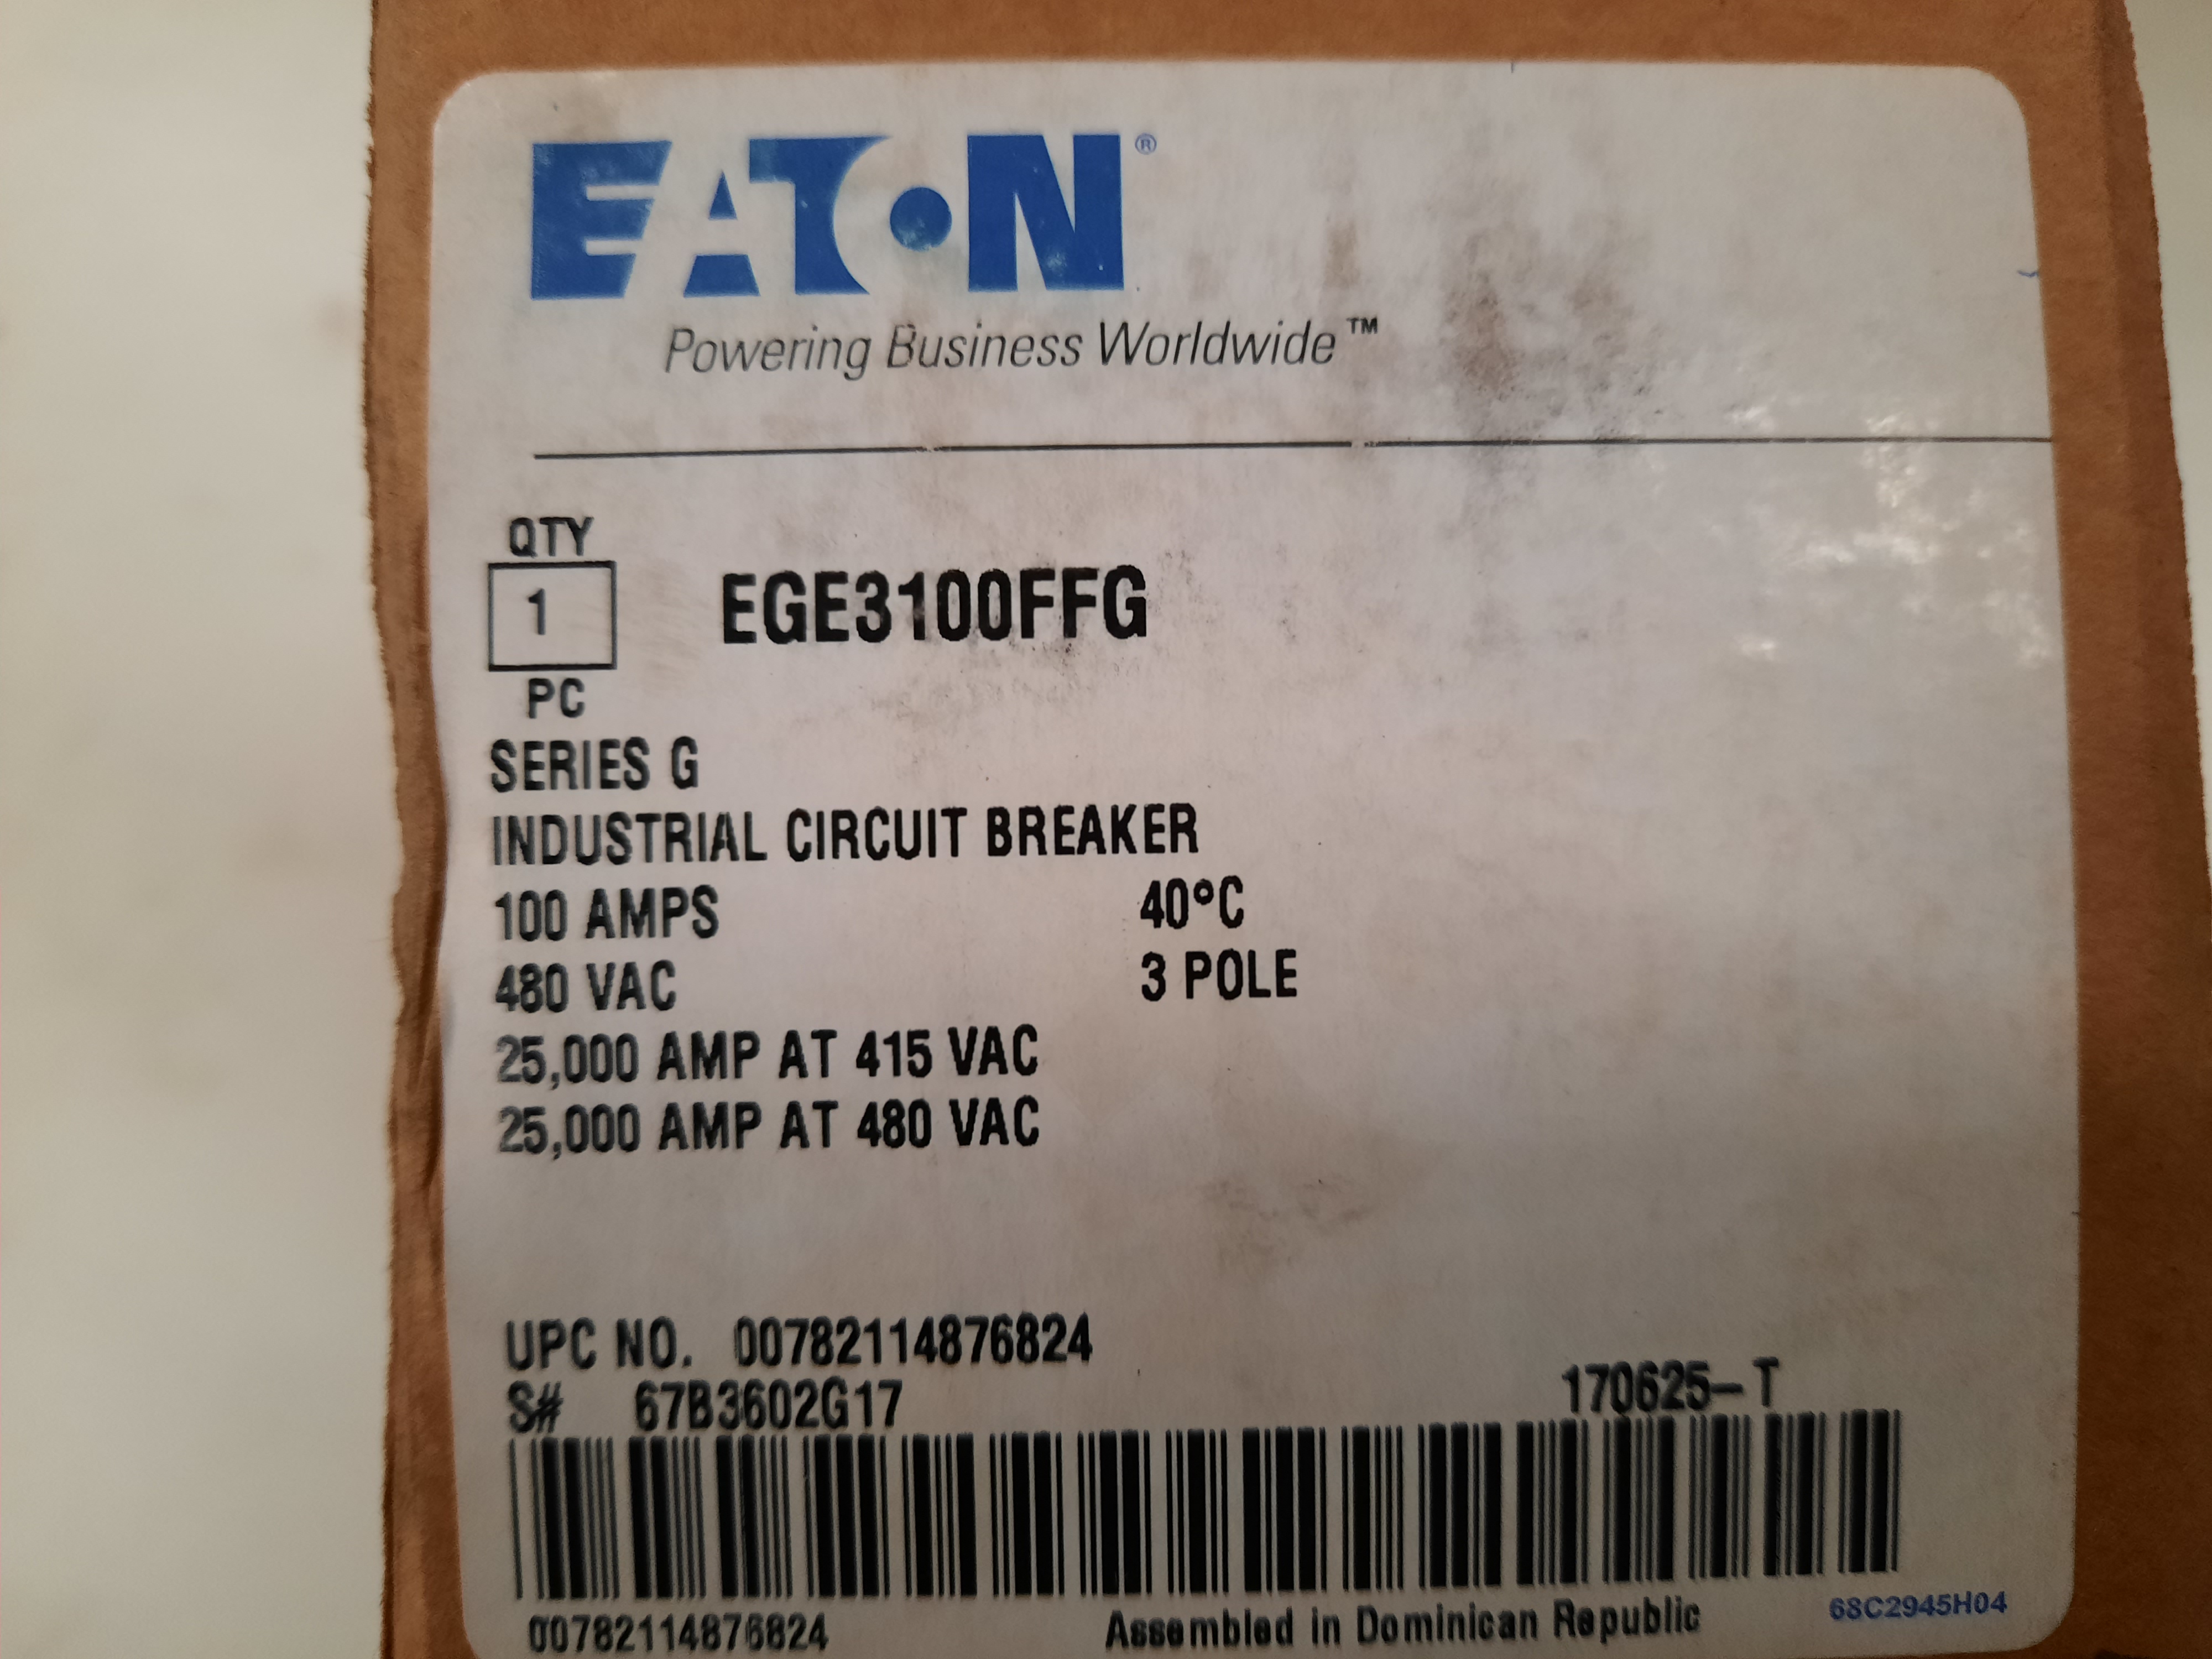 EATON®
Powering Business Worldwide™
QTY
1
EGE3100FFG
PC
SERIES G
INDUSTRIAL CIRCUIT BREAKER
100 AMPS 40°C
480 VAC 3 POLE
25,000 AMP AT 415 VAC
25,000 AMP AT 480 VAC
UPC NO. 00782114876824
S# 67B3602G17 170625-T
00782114876824 Assembled in Dominican Republic 68C2945H04